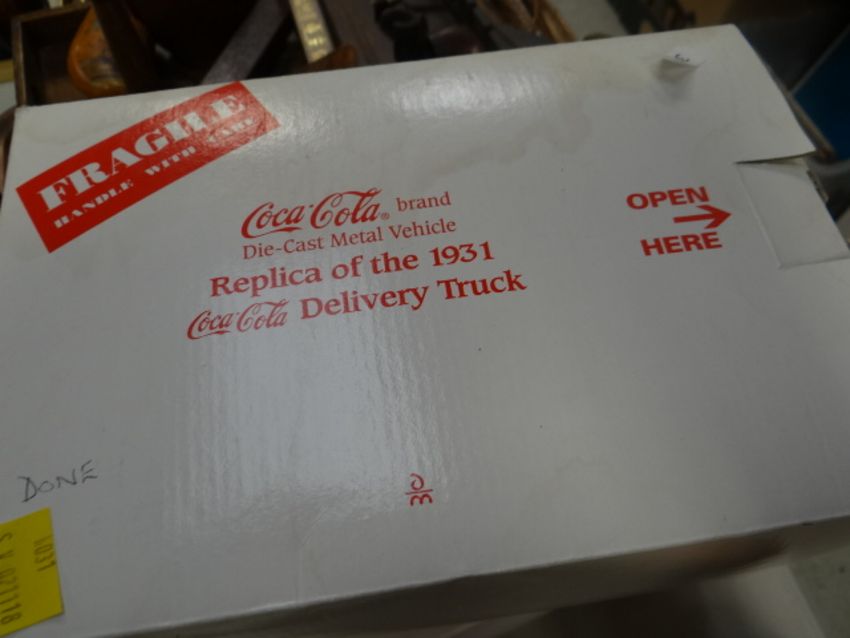 FRAGILE
HANDLE WITH CARE
Coca-Cola® brand
Die-Cast Metal Vehicle
Replica of the 1931
Coca-Cola Delivery Truck
OPEN
HERE
DONE
1031